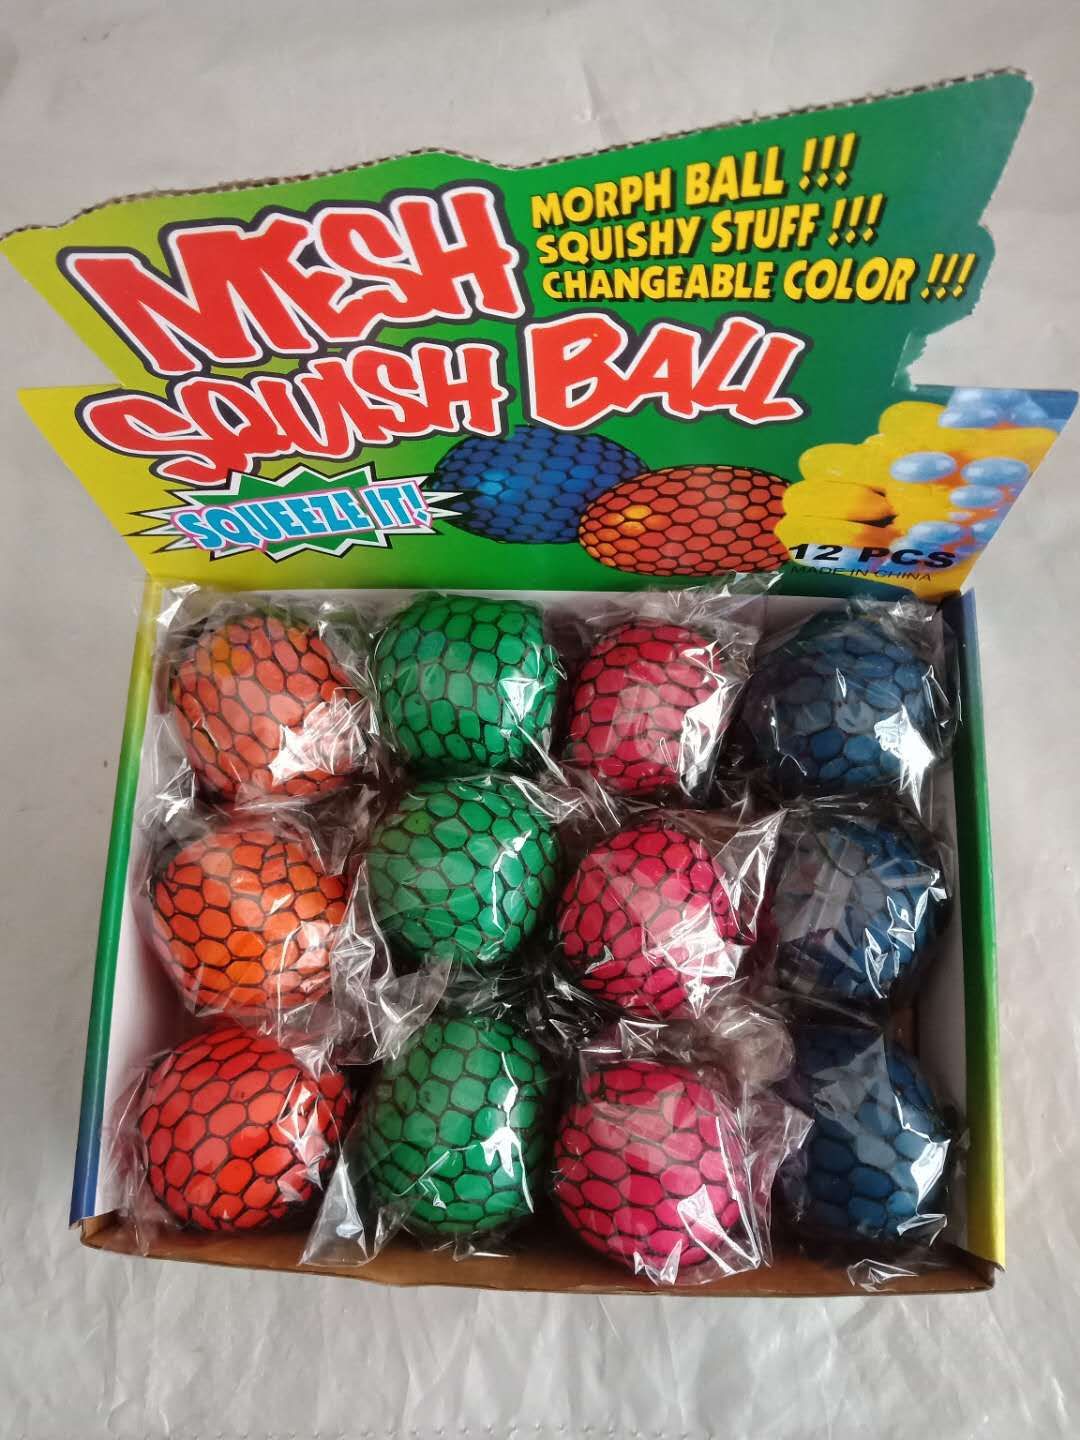 MESH
SQUISH BALL
MORPH BALL !!!
SQUISHY STUFF !!!
CHANGEABLE COLOR !!!
SQUEEZE IT!
12 PCS
MADE IN CHINA